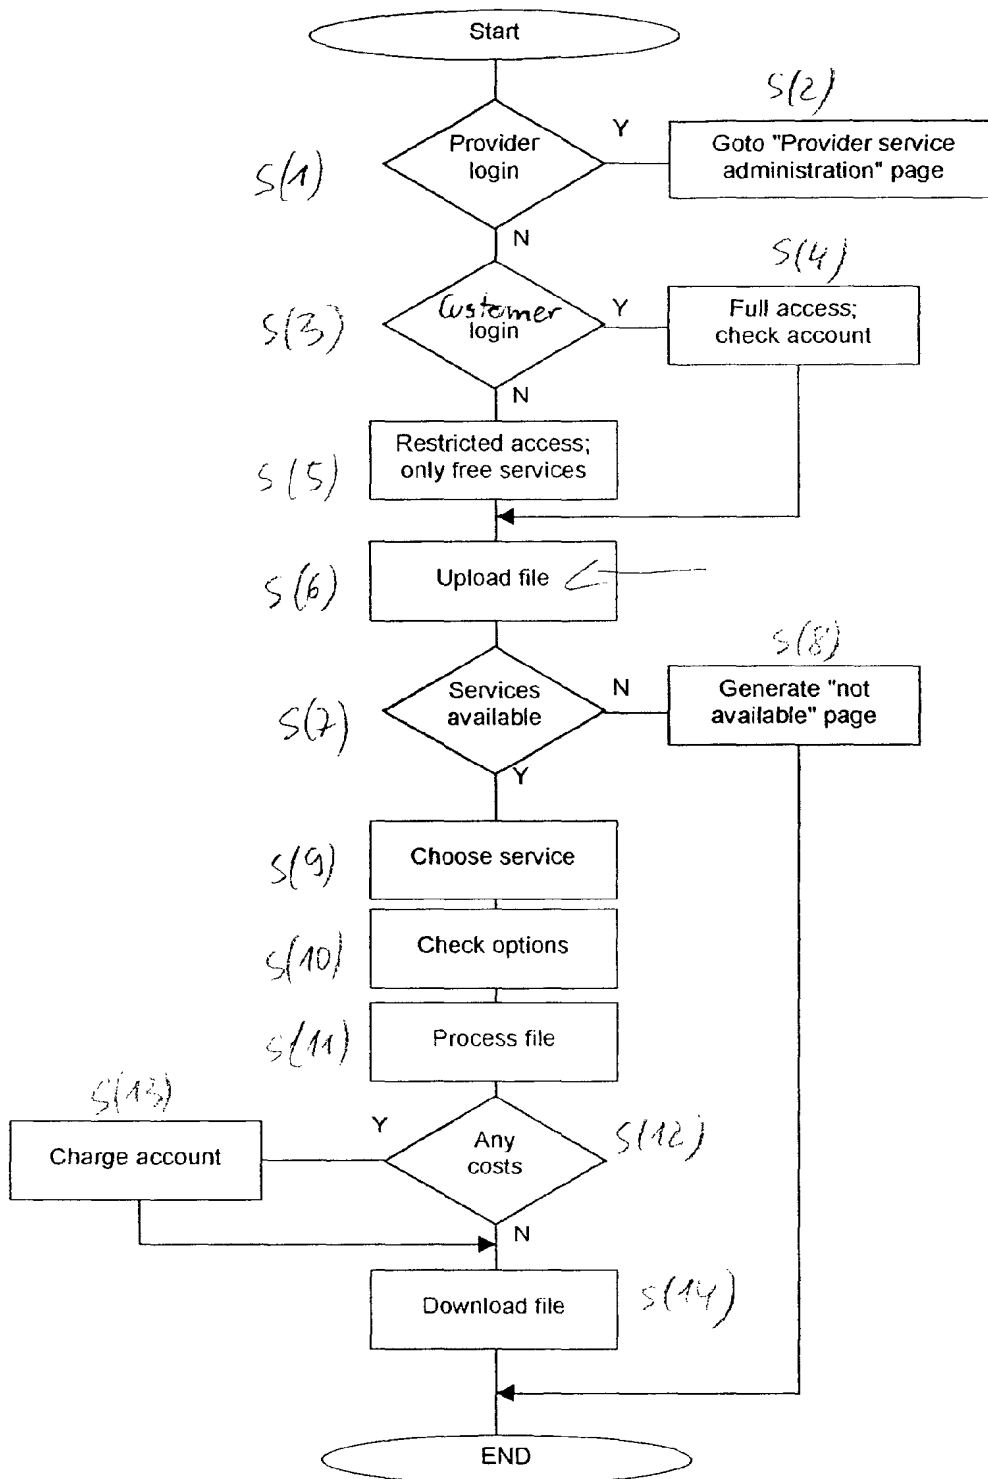 Start
S(2)
Provider
login
Y
Goto "Provider service
administration" page
S(1)
N
S(4)
Customer
login
Y
Full access;
check account
S(3)
N
Restricted access;
only free services
S(5)
Upload file
S(6)
S(8)
Services
available
N
Generate "not
available" page
S(7)
Y
Choose service
S(9)
Check options
S(10)
Process file
S(11)
S(13)
Y
Any
costs
S(12)
Charge account
N
Download file
S(14)
END